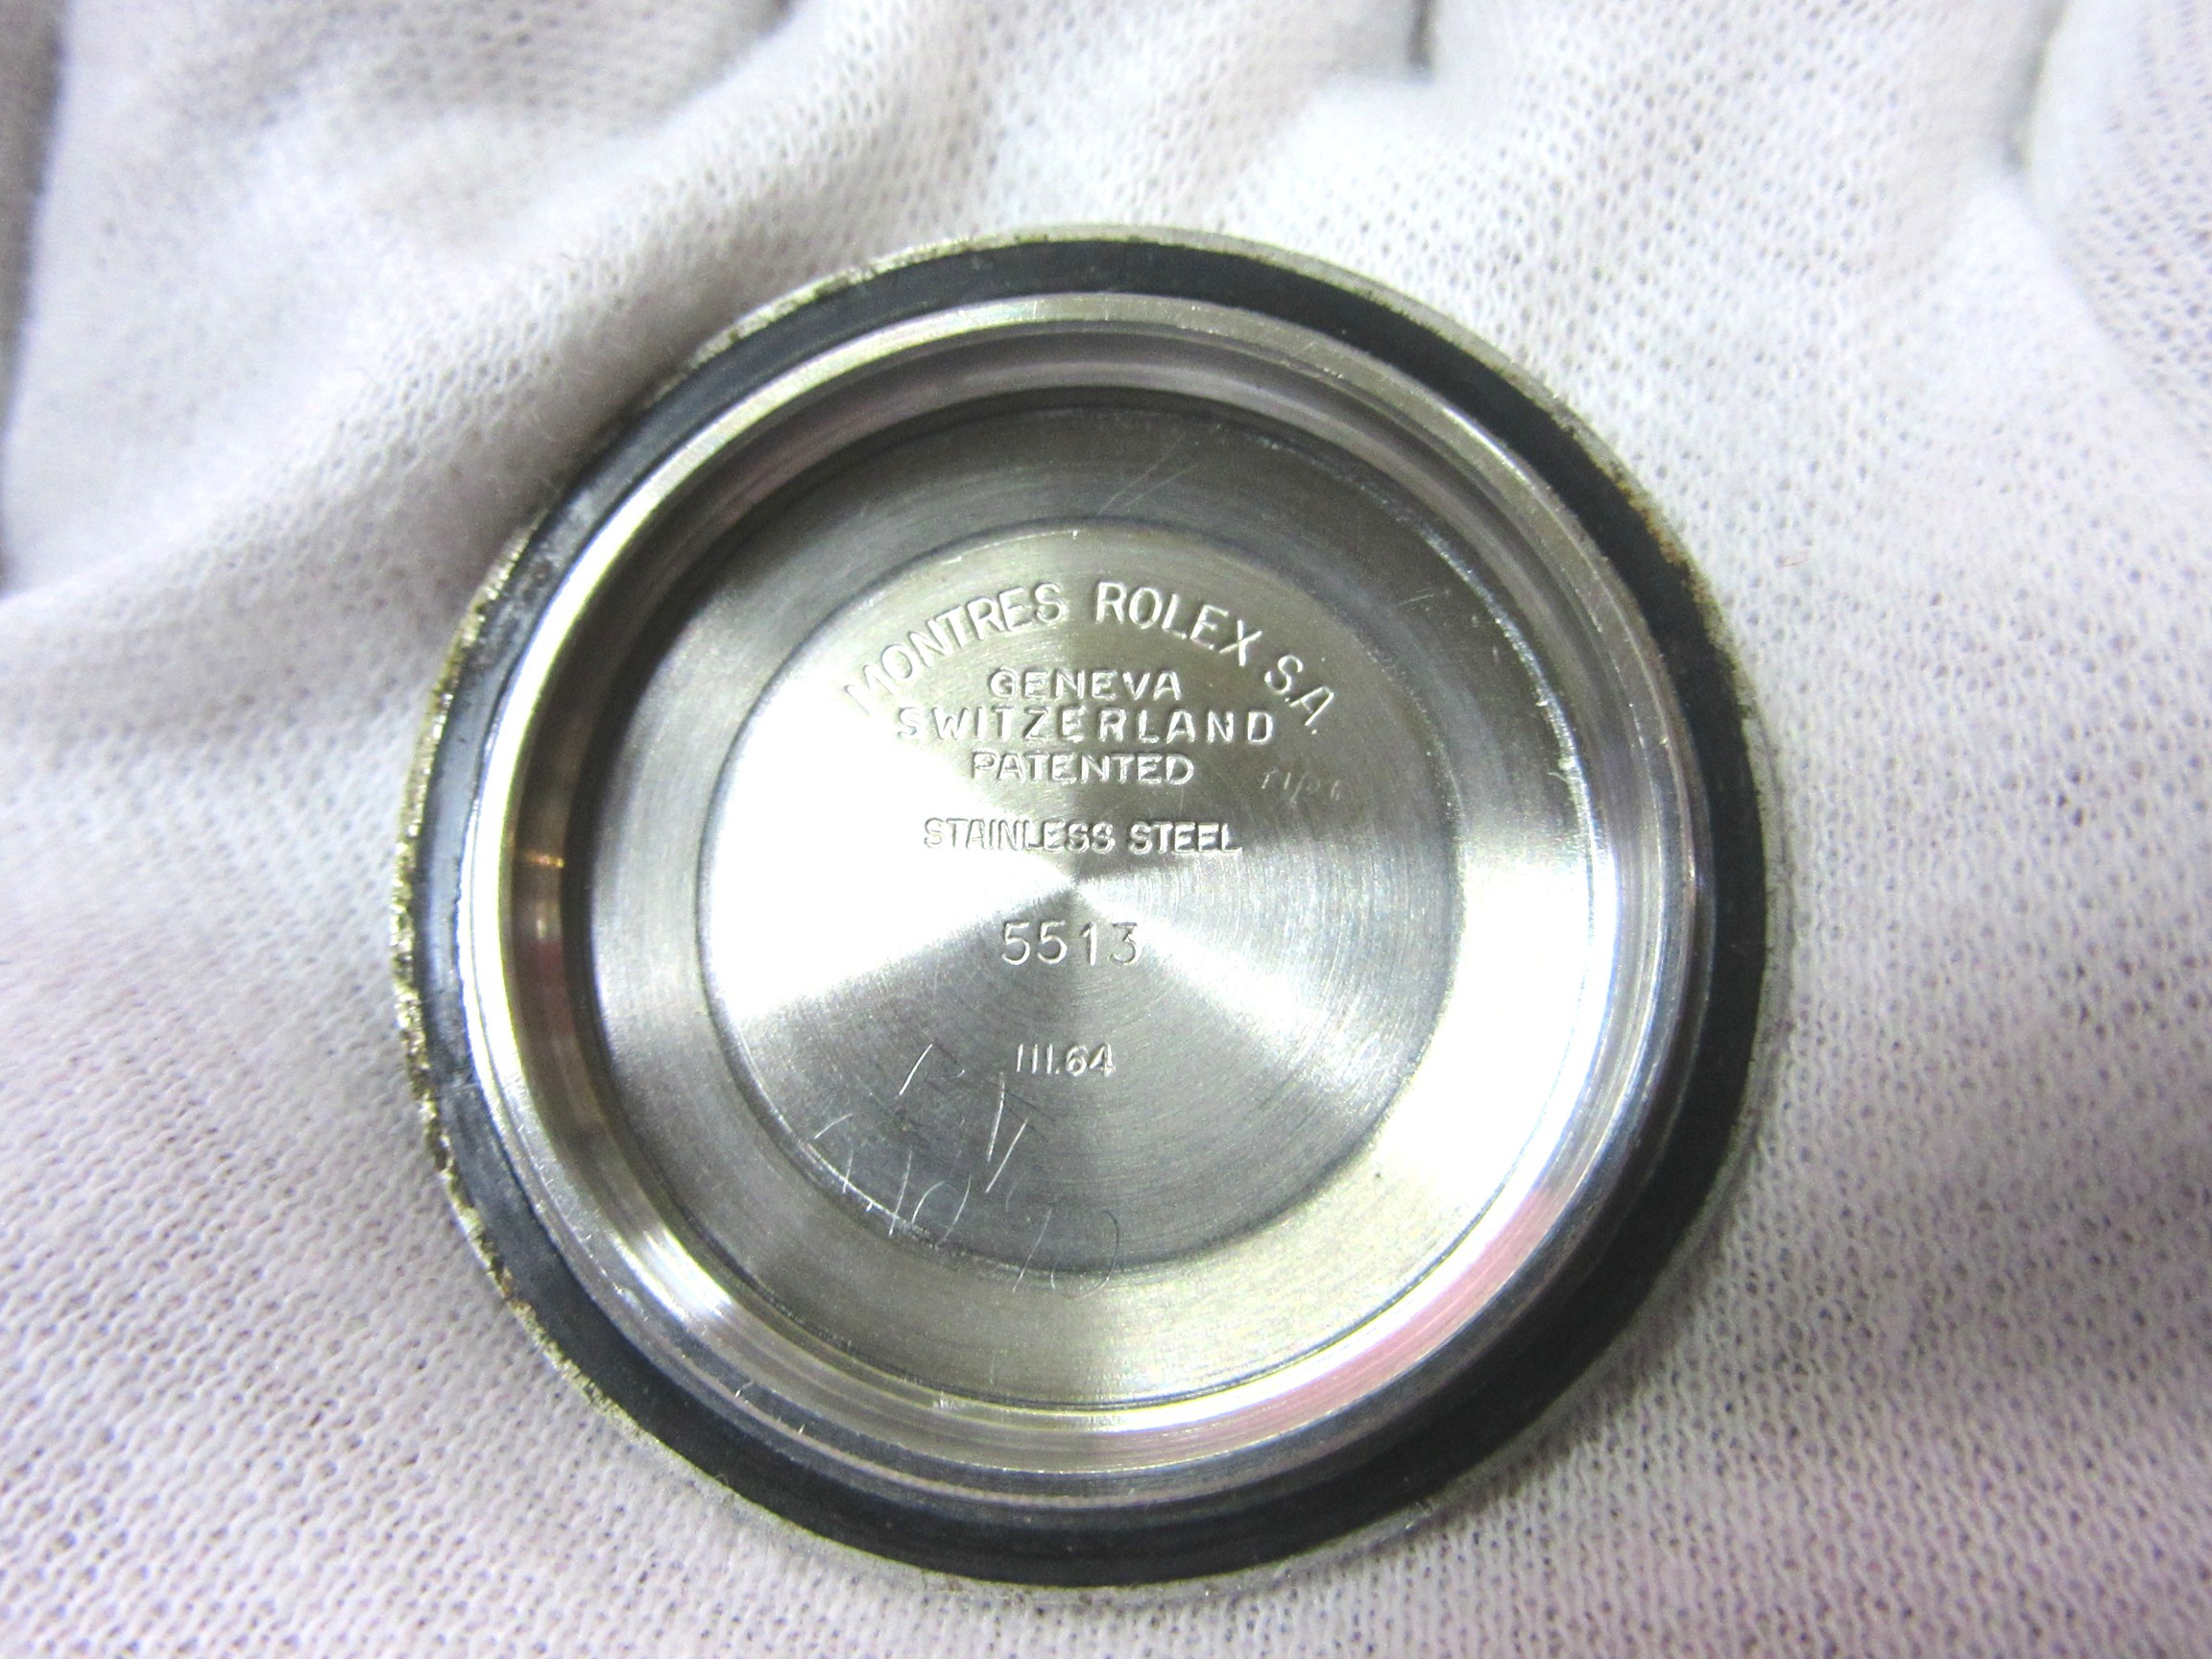 MONTRES ROLEX S.A.
GENEVA
SWITZERLAND
PATENTED
STAINLESS STEEL
5513
III.64